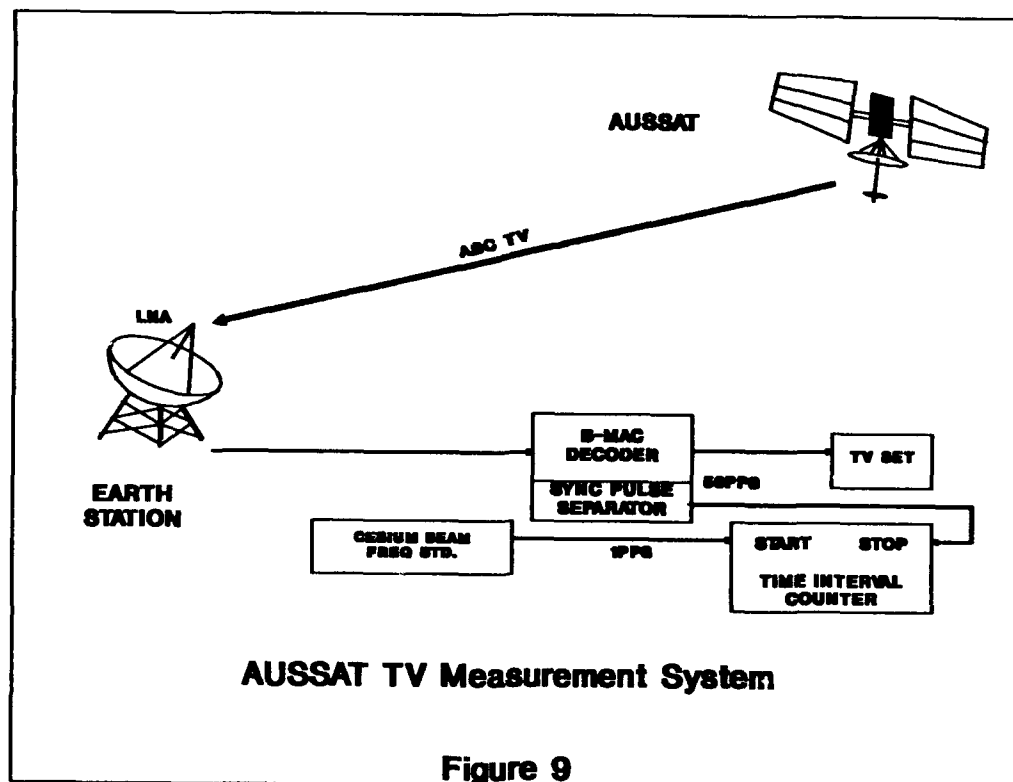 AUSSAT
ABC TV
LNA
EARTH
STATION
B-MAC
DECODER
SYNC PULSE
SEPARATOR
50PPS
TV SET
CESIUM BEAM
FREQ STD.
1PPS
START STOP
TIME INTERVAL
COUNTER
AUSSAT TV Measurement System
Figure 9